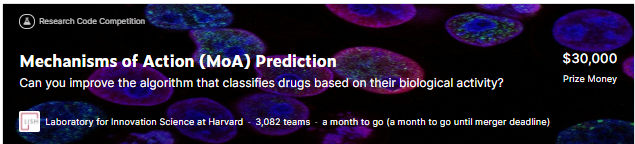 Research Code Competition
Mechanisms of Action (MoA) Prediction
$30,000
Can you improve the algorithm that classifies drugs based on their biological activity?
Prize Money
Laboratory for Innovation Science at Harvard · 3,082 teams · a month to go (a month to go until merger deadline)